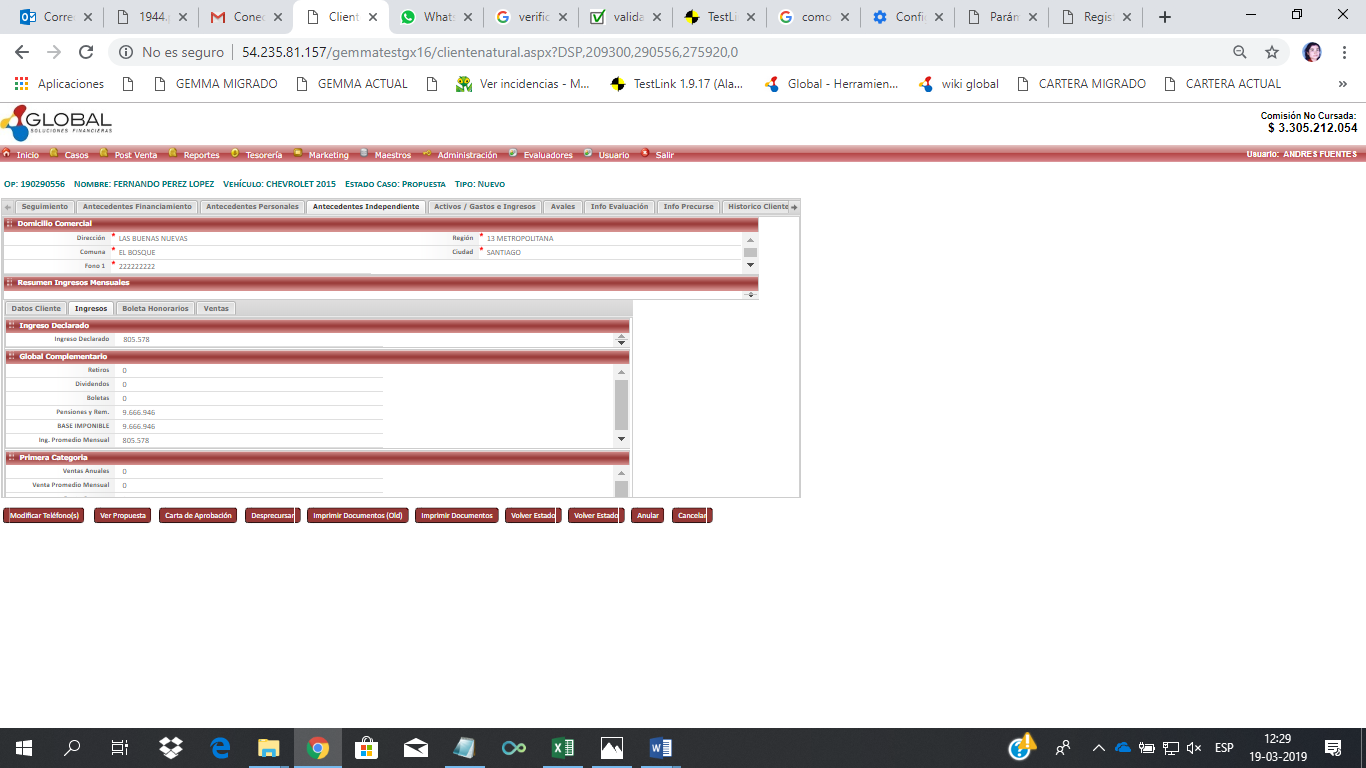 Corre
1944.
Conec
Client
Whats
verific
valida
TestLi
como
Confi
Parán
Regis
No es seguro | 54.235.81.157/gemmatestgx16/clientenatural.aspx?DSP,209300,290556,275920,0
Aplicaciones GEMMA MIGRADO GEMMA ACTUAL Ver incidencias - M... TestLink 1.9.17 (Ala... Global - Herramien... wiki global CARTERA MIGRADO CARTERA ACTUAL »
GLOBAL
SOLUCIONES FINANCIERAS
Comisión No Cursada:
$ 3.305.212.054
Inicio Casos Post Venta Reportes Tesorería Marketing Maestros Administración Evaluadores Usuario Salir Usuario: ANDRES FUENTES
Op: 190290556 Nombre: FERNANDO PEREZ LOPEZ Vehículo: CHEVROLET 2015 Estado Caso: Propuesta Tipo: Nuevo
Seguimiento Antecedentes Financiamiento Antecedentes Personales Antecedentes Independiente Activos / Gastos e Ingresos Avales Info Evaluación Info Precurse Historico Cliente
Domicilio Comercial
Dirección * LAS BUENAS NUEVAS Región * 13 METROPOLITANA
Comuna * EL BOSQUE Ciudad * SANTIAGO
Fono 1 * 222222222
Resumen Ingresos Mensuales
Datos Cliente Ingresos Boleta Honorarios Ventas
Ingreso Declarado
Ingreso Declarado 805.578
Global Complementario
Retiros 0
Dividendos 0
Boletas 0
Pensiones y Rem. 9.666.946
BASE IMPONIBLE 9.666.946
Ing. Promedio Mensual 805.578
Primera Categoria
Ventas Anuales 0
Venta Promedio Mensual 0
Modificar Teléfono(s) Ver Propuesta Carta de Aprobación Desprecursar Imprimir Documentos (Old) Imprimir Documentos Volver Estado Volver Estado Anular Cancelar
ESP
12:29
19-03-2019